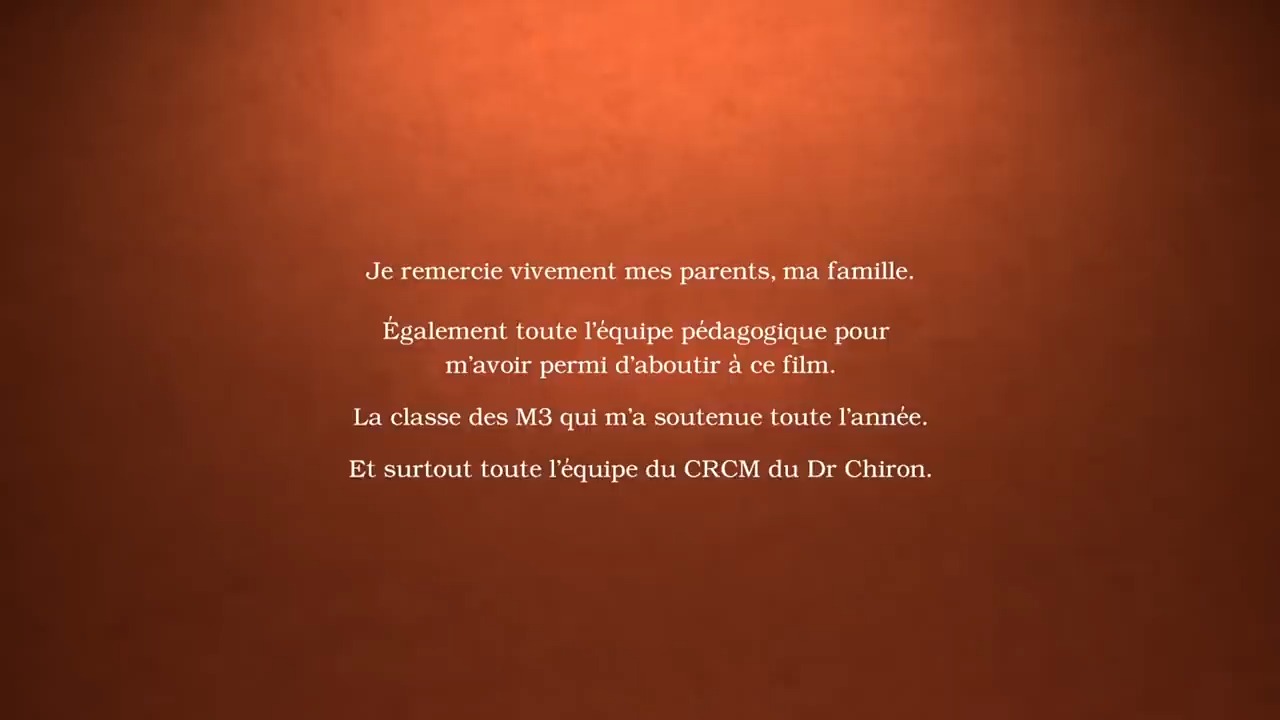 Je remercie vivement mes parents, ma famille.
Également toute l'équipe pédagogique pour
m'avoir permi d'aboutir à ce film.
La classe des M3 qui m'a soutenue toute l'année.
Et surtout toute l'équipe du CRCM du Dr Chiron.